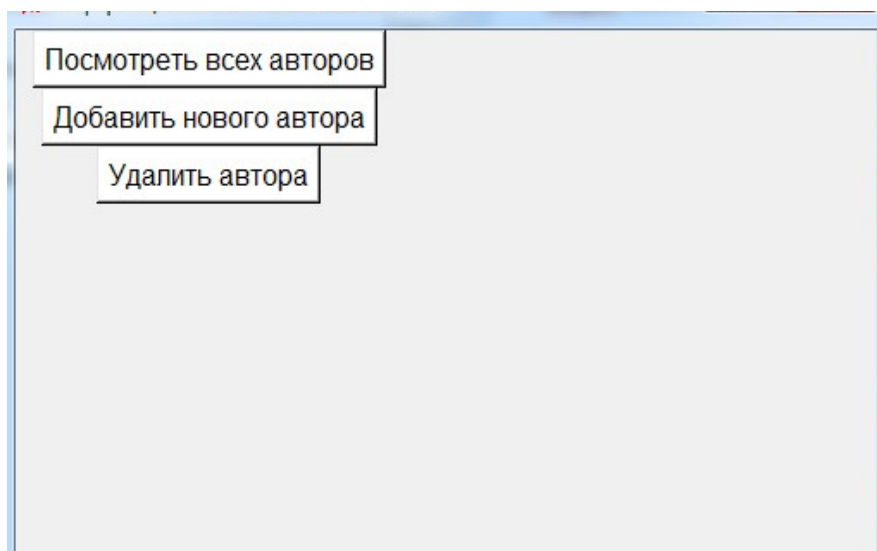 Посмотреть всех авторов
Добавить нового автора
Удалить автора